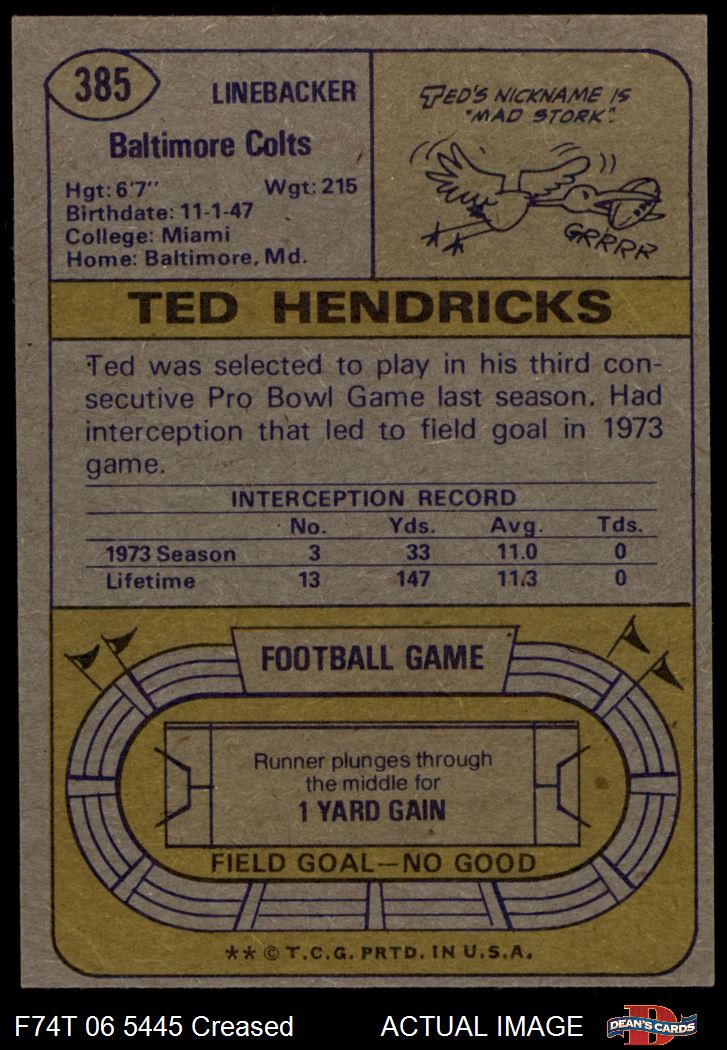 385
LINEBACKER
Baltimore Colts
Hgt: 6'7" Wgt: 215
Birthdate: 11-1-47
College: Miami
Home: Baltimore, Md.
TED'S NICKNAME IS
"MAD STORK".
GRRRR
TED HENDRICKS
Ted was selected to play in his third con-
secutive Pro Bowl Game last season. Had
interception that led to field goal in 1973
game.
INTERCEPTION RECORD
No. Yds. Avg. Tds.
1973 Season 3 33 11.0 0
Lifetime 13 147 11.3 0
FOOTBALL GAME
Runner plunges through
the middle for
1 YARD GAIN
FIELD GOAL—NO GOOD
** © T.C.G. PRTD. IN U.S.A.
F74T 06 5445 Creased ACTUAL IMAGE
D
DEAN'S CARDS